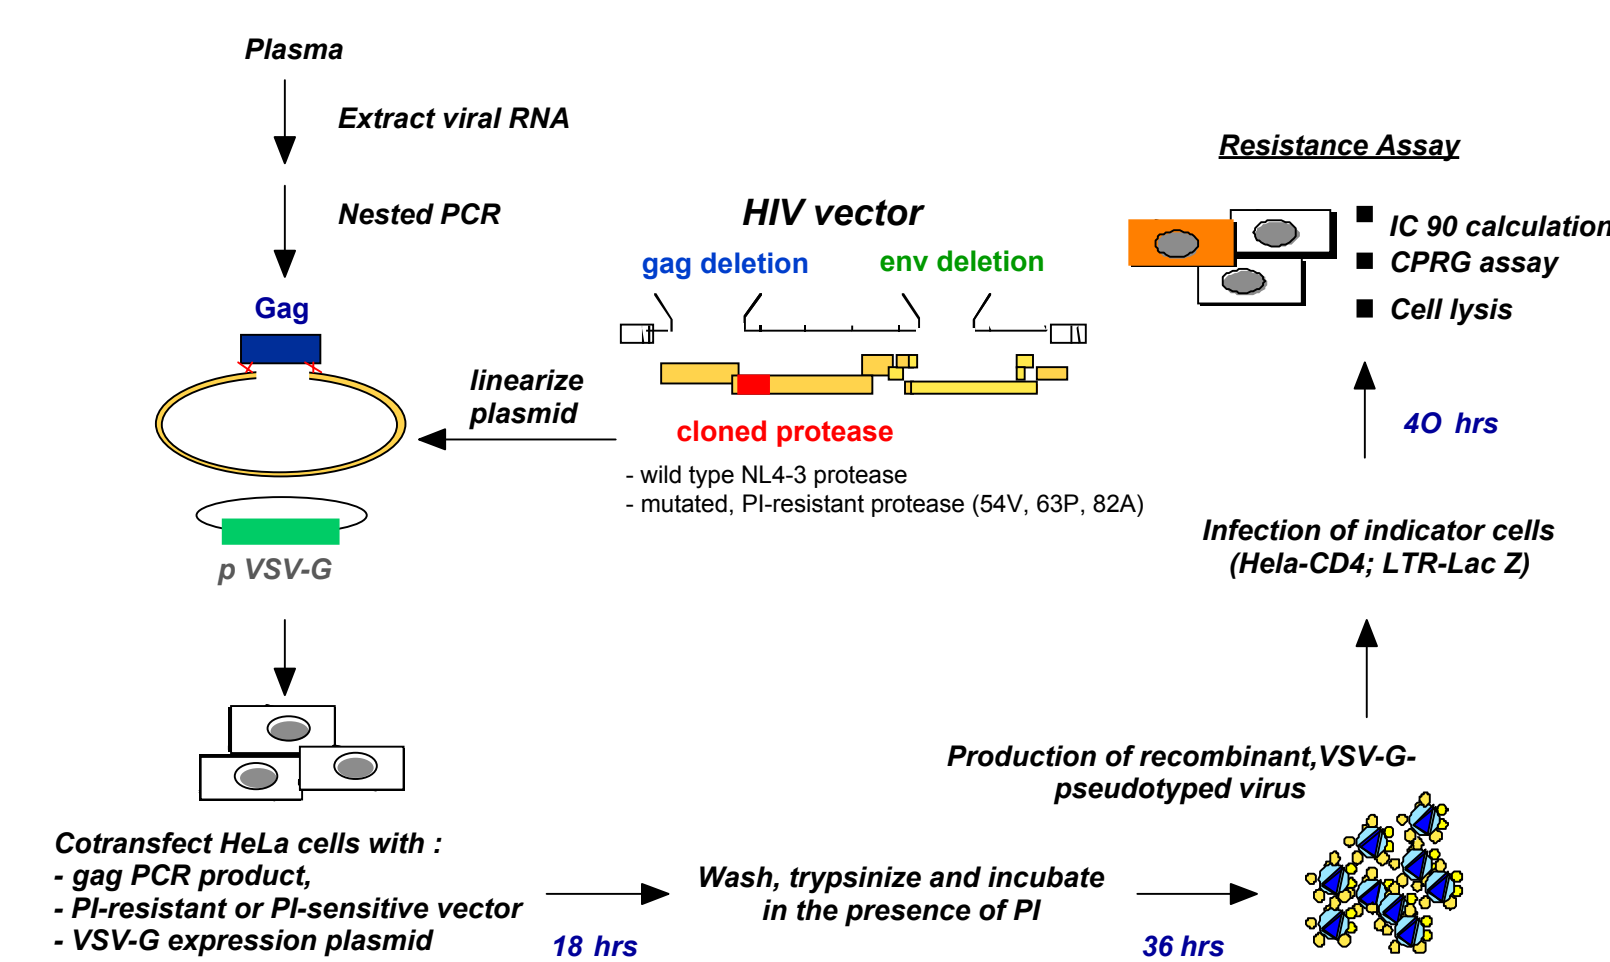 Plasma
Extract viral RNA
Nested PCR
Gag
linearize
plasmid
p VSV-G
HIV vector
gag deletion
env deletion
cloned protease
- wild type NL4-3 protease
- mutated, PI-resistant protease (54V, 63P, 82A)
Cotransfect HeLa cells with :
- gag PCR product,
- PI-resistant or PI-sensitive vector
- VSV-G expression plasmid
18 hrs
Wash, trypsinize and incubate
in the presence of PI
36 hrs
Production of recombinant,VSV-G-
pseudotyped virus
Infection of indicator cells
(Hela-CD4; LTR-Lac Z)
4O hrs
Resistance Assay
■ IC 90 calculation
■ CPRG assay
■ Cell lysis